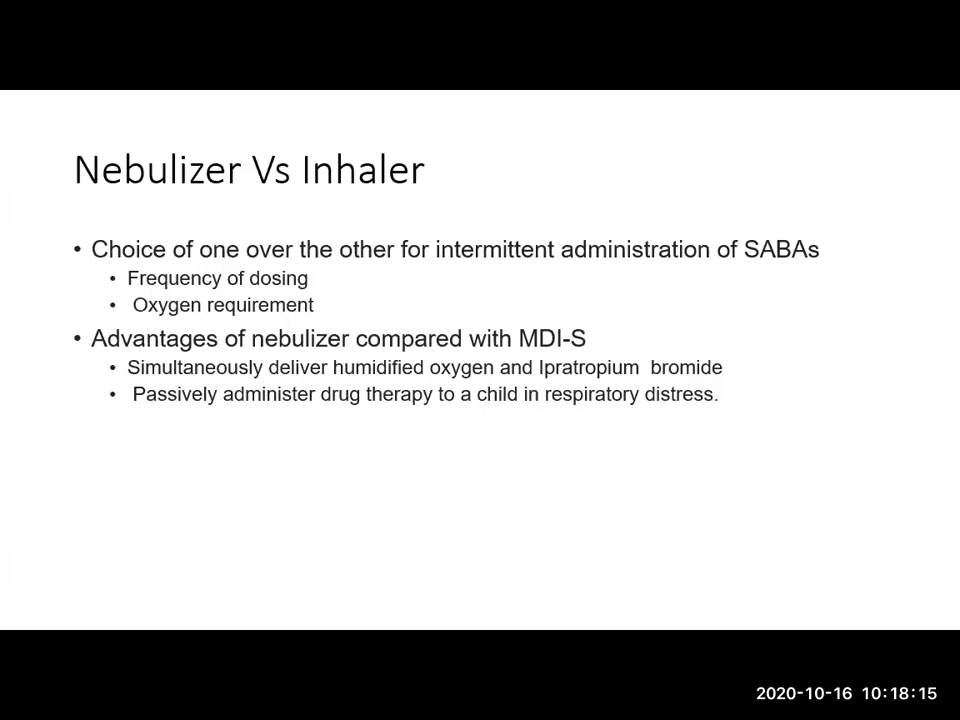 Nebulizer Vs Inhaler
• Choice of one over the other for intermittent administration of SABAs
• Frequency of dosing
• Oxygen requirement
• Advantages of nebulizer compared with MDI-S
• Simultaneously deliver humidified oxygen and Ipratropium bromide
• Passively administer drug therapy to a child in respiratory distress.
2020-10-16 10:18:15